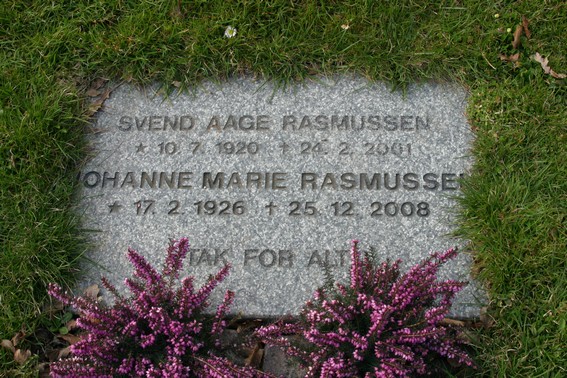 SVEND AAGE RASMUSSEN
* 10. 7. 1920 ✝ 24. 2. 2001
JOHANNE MARIE RASMUSSEN
* 17. 2. 1926 ✝ 25. 12. 2008
TAK FOR ALT